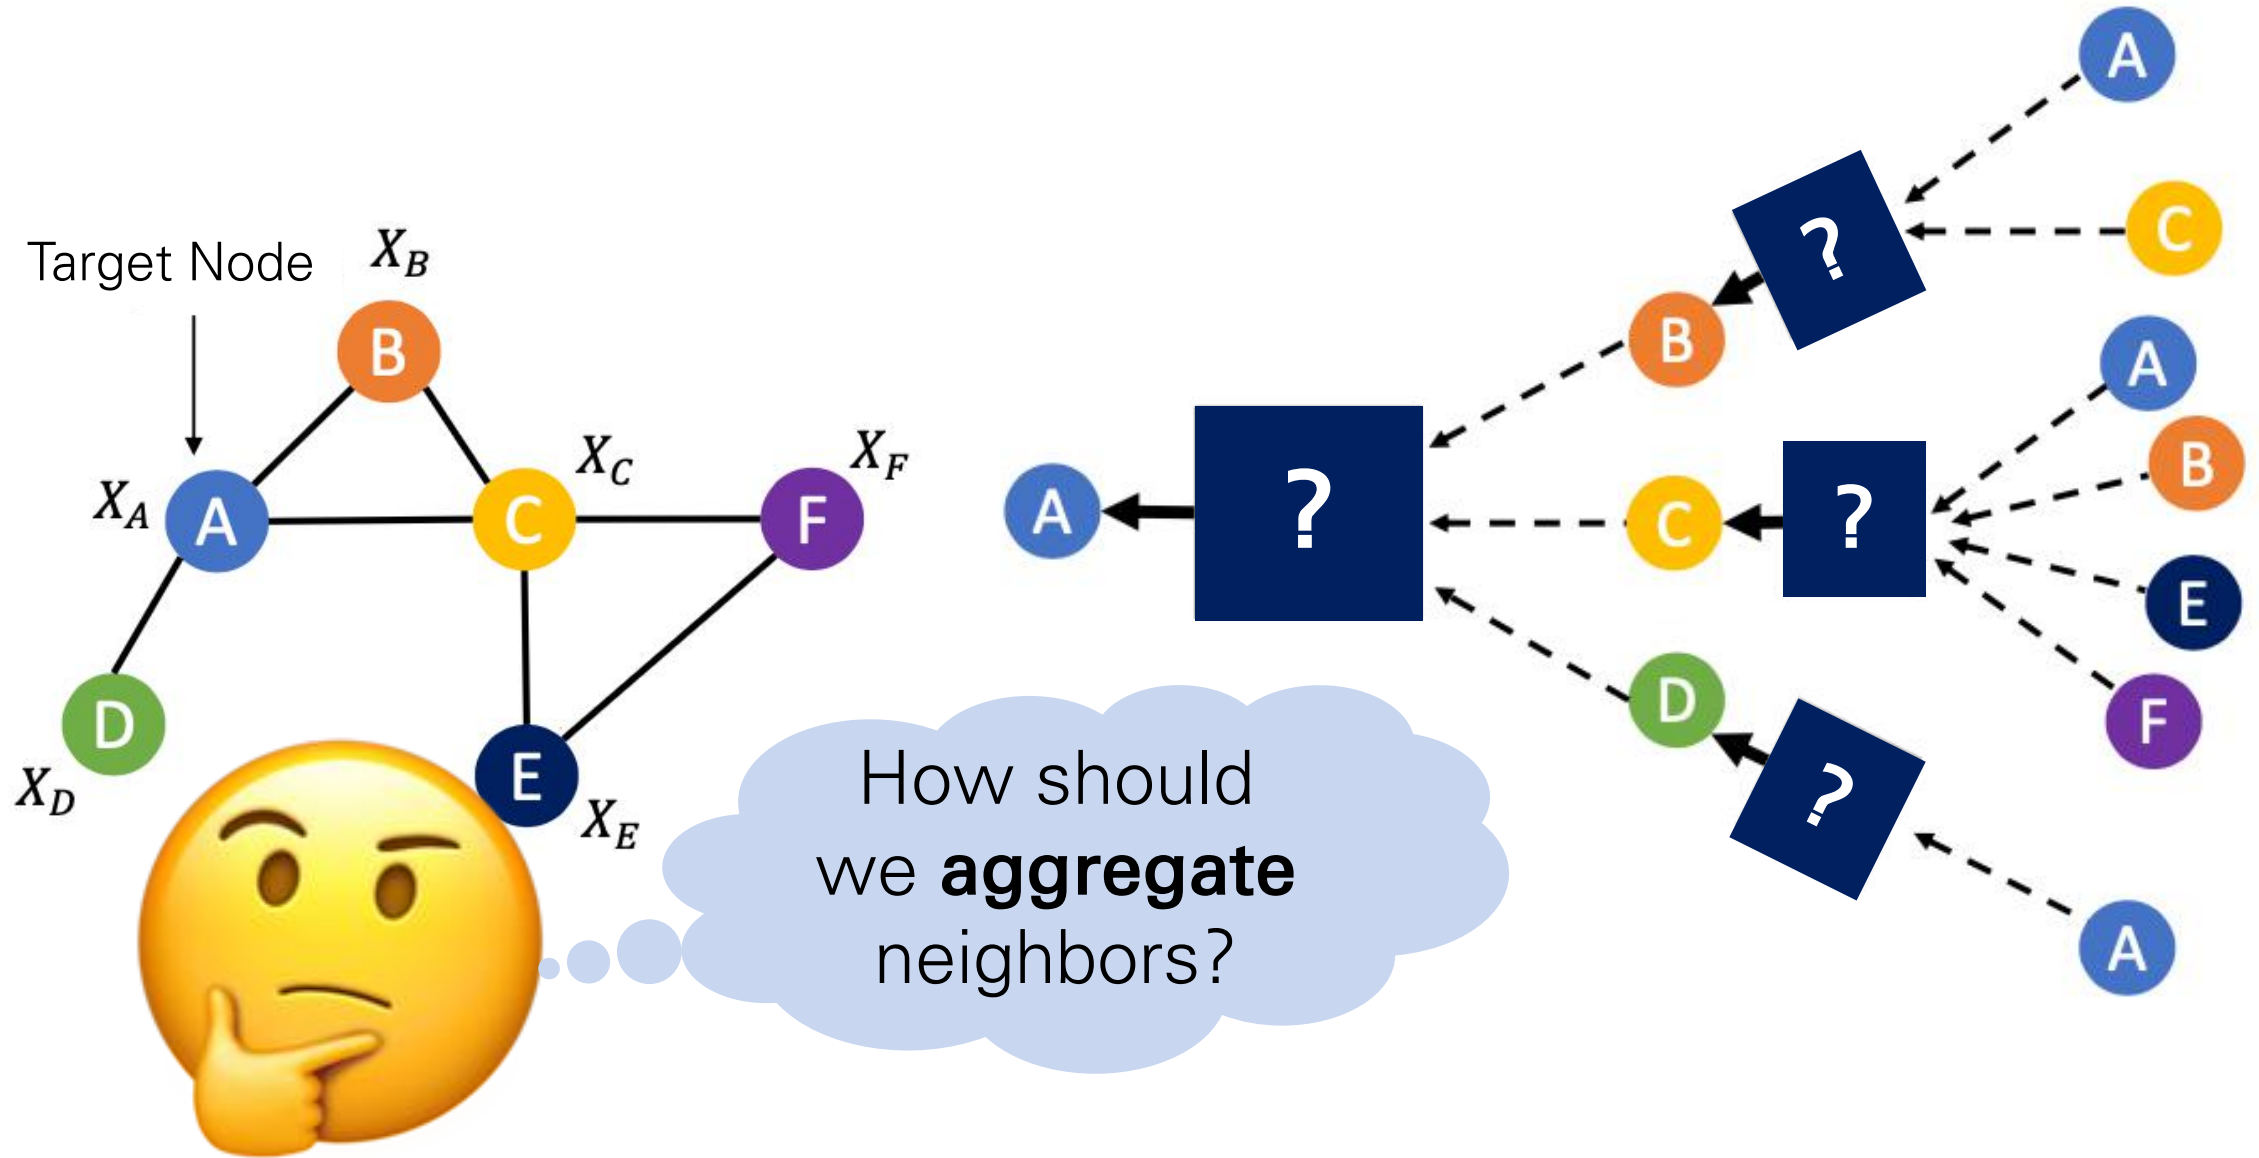 Target Node
X_B
B
X_A
A
X_C
C
X_F
F
D
X_D
E
X_E
How should
we aggregate
neighbors?
A
?
B
?
A
C
C
?
A
B
E
F
D
?
A